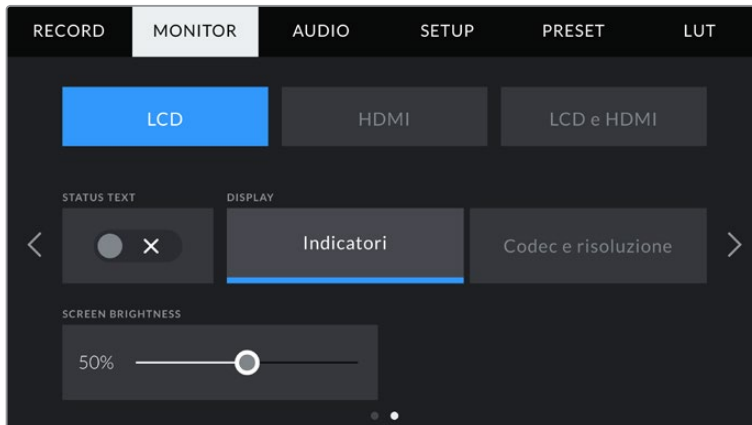 RECORD MONITOR AUDIO SETUP PRESET LUT
LCD HDMI LCD e HDMI
STATUS TEXT DISPLAY
Indicatori Codec e risoluzione
SCREEN BRIGHTNESS
50%